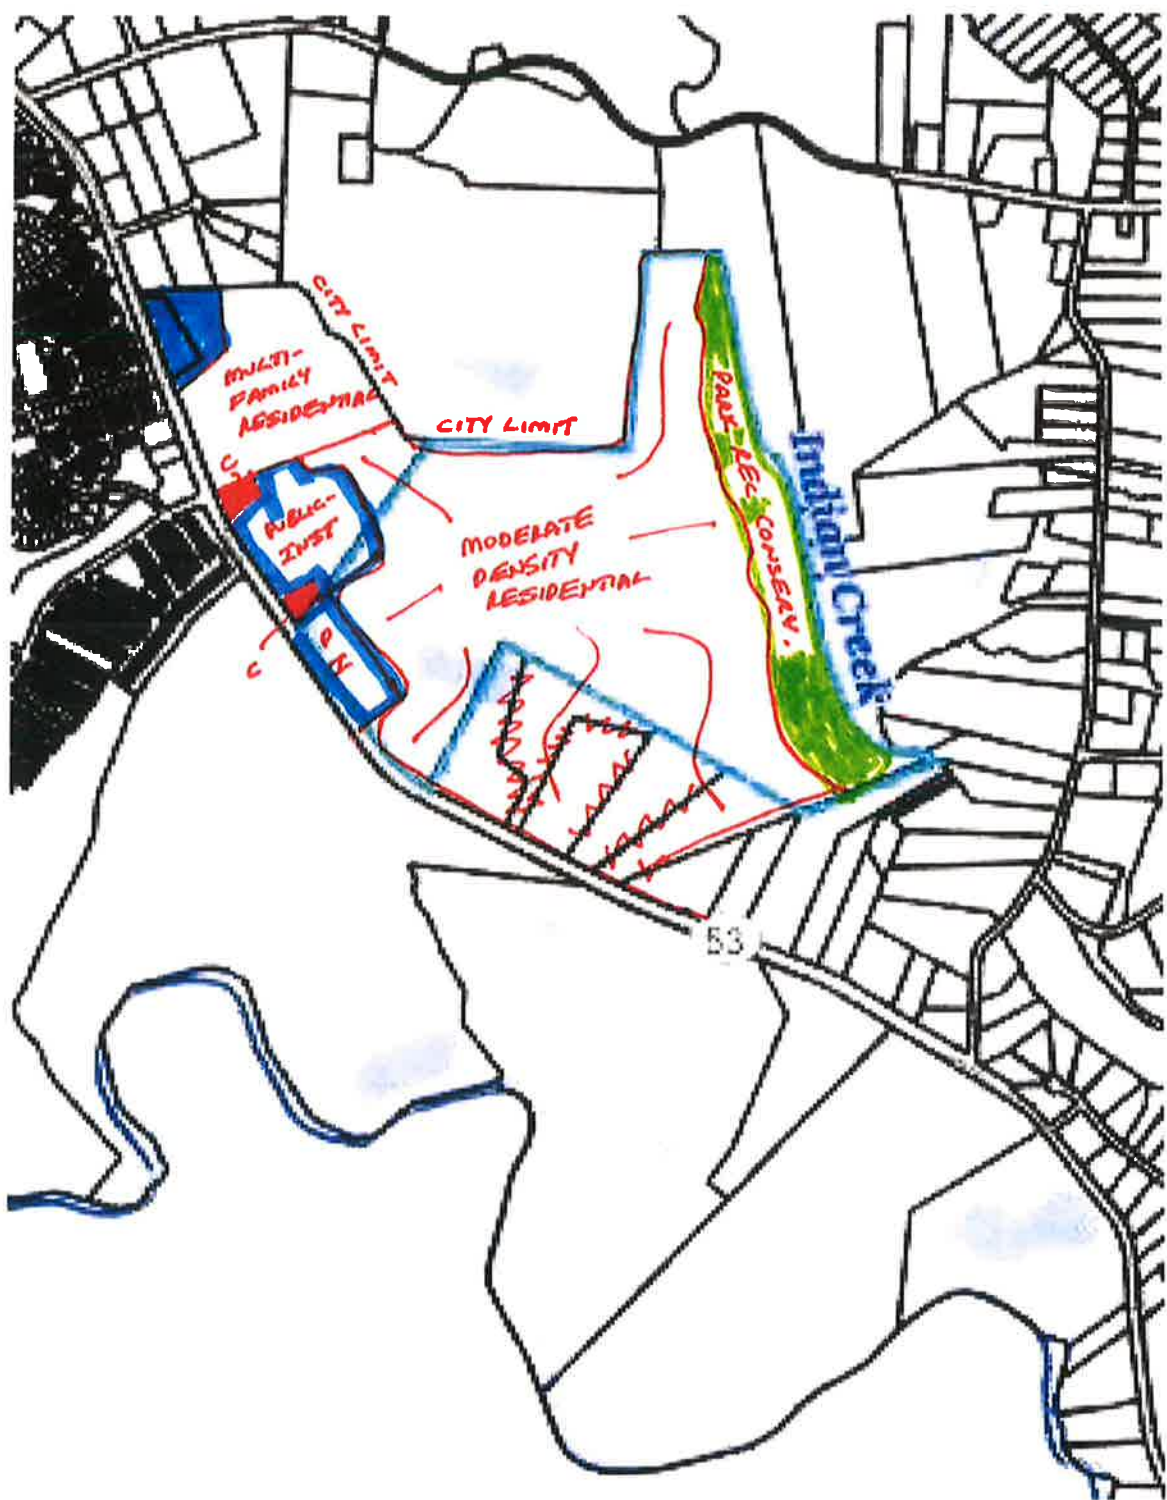 CITY LIMIT
MULTI-
FAMILY
RESIDENTIAL
CITY LIMIT
C
PUBLIC-
INST
MODERATE
DENSITY
RESIDENTIAL
PARK REC CONSERV.
Indian Creek
C
P
53